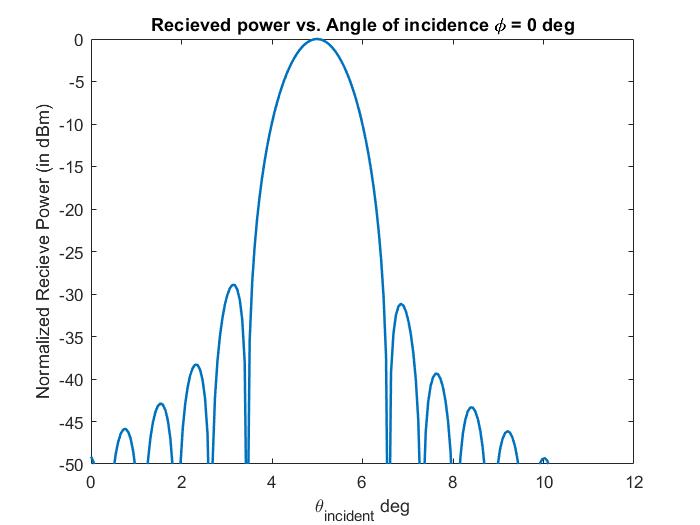 Recieved power vs. Angle of incidence ϕ = 0 deg
Normalized Recieve Power (in dBm)
0
-5
-10
-15
-20
-25
-30
-35
-40
-45
-50
0 2 4 6 8 10 12
θincident deg